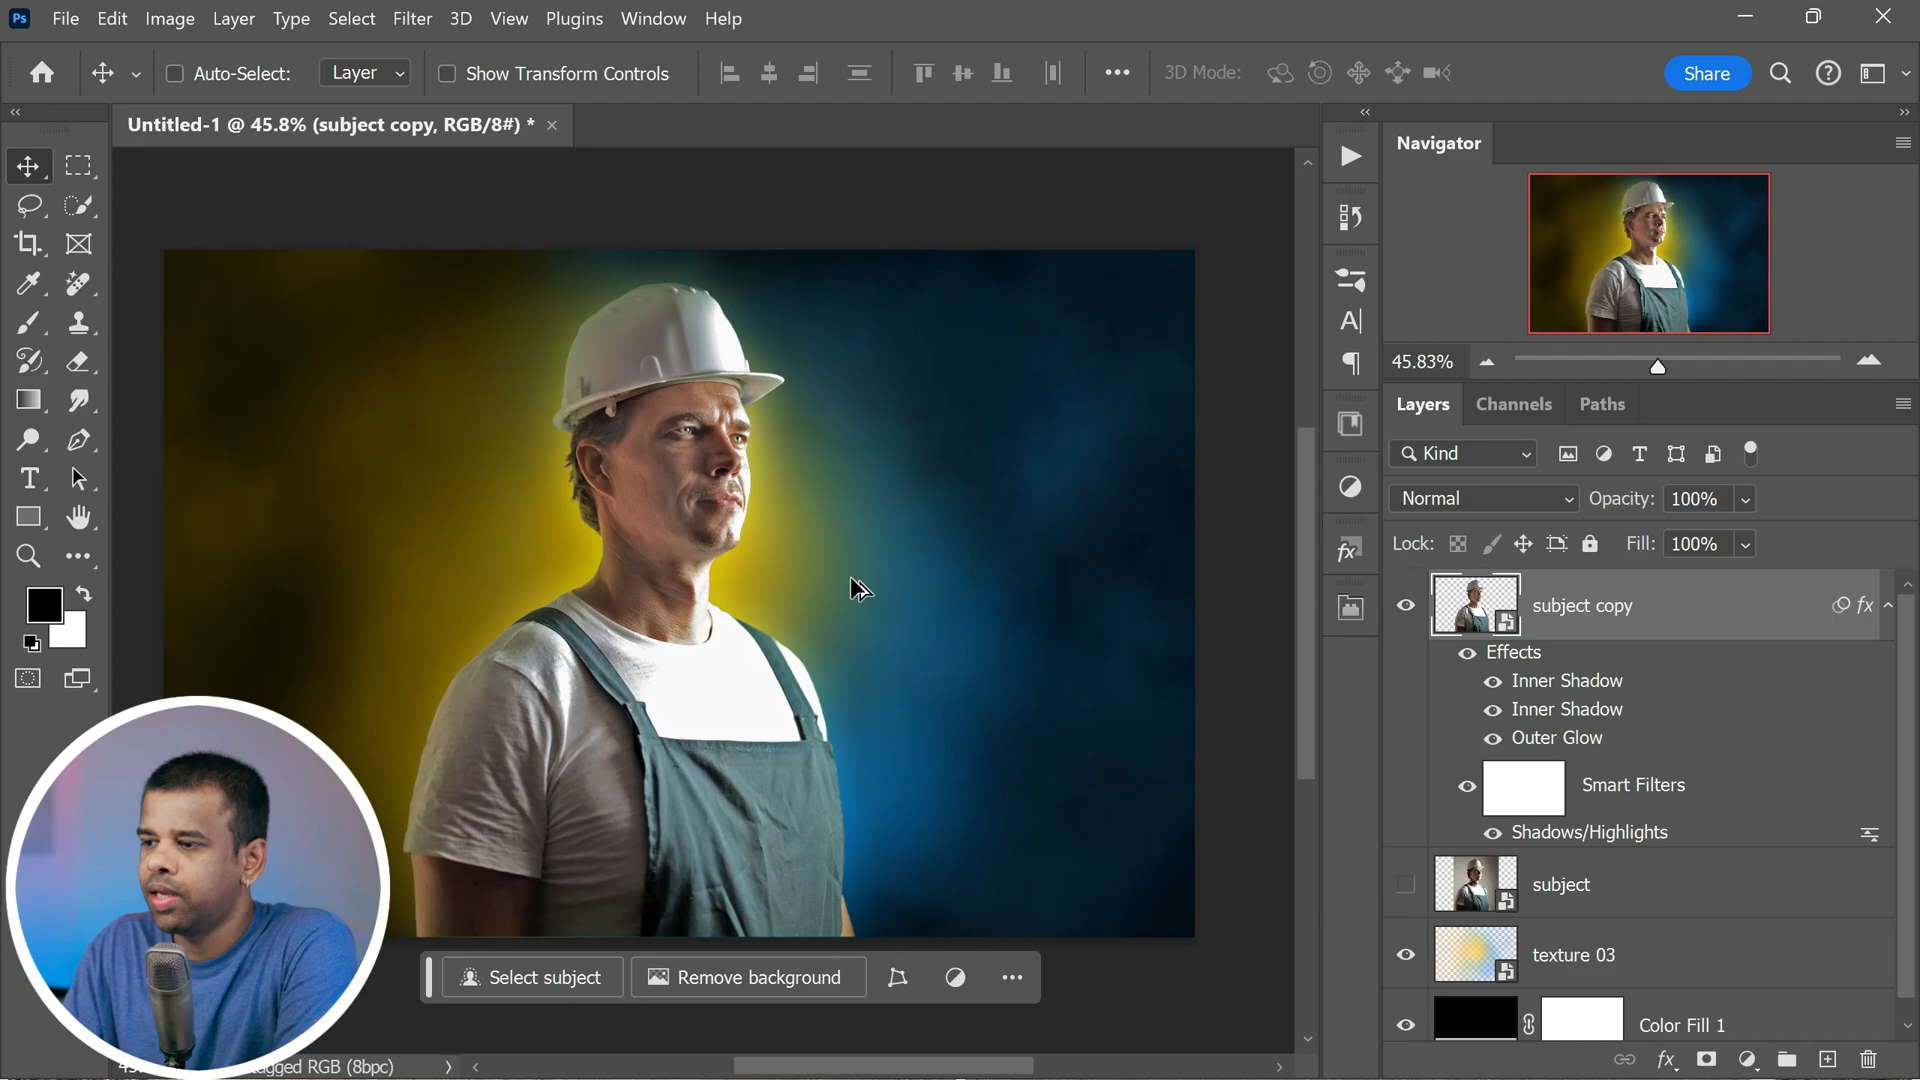 Ps File Edit Image Layer Type Select Filter 3D View Plugins Window Help
Auto-Select: Layer Show Transform Controls 3D Mode: Share
Untitled-1 @ 45.8% (subject copy, RGB/8#) *
Navigator
45.83%
Layers Channels Paths
Kind
Normal Opacity: 100%
Lock: Fill: 100%
subject copy fx
Effects
Inner Shadow
Inner Shadow
Outer Glow
Smart Filters
Shadows/Highlights
subject
texture 03
Color Fill 1
Select subject Remove background
RGB (8bpc)
fx